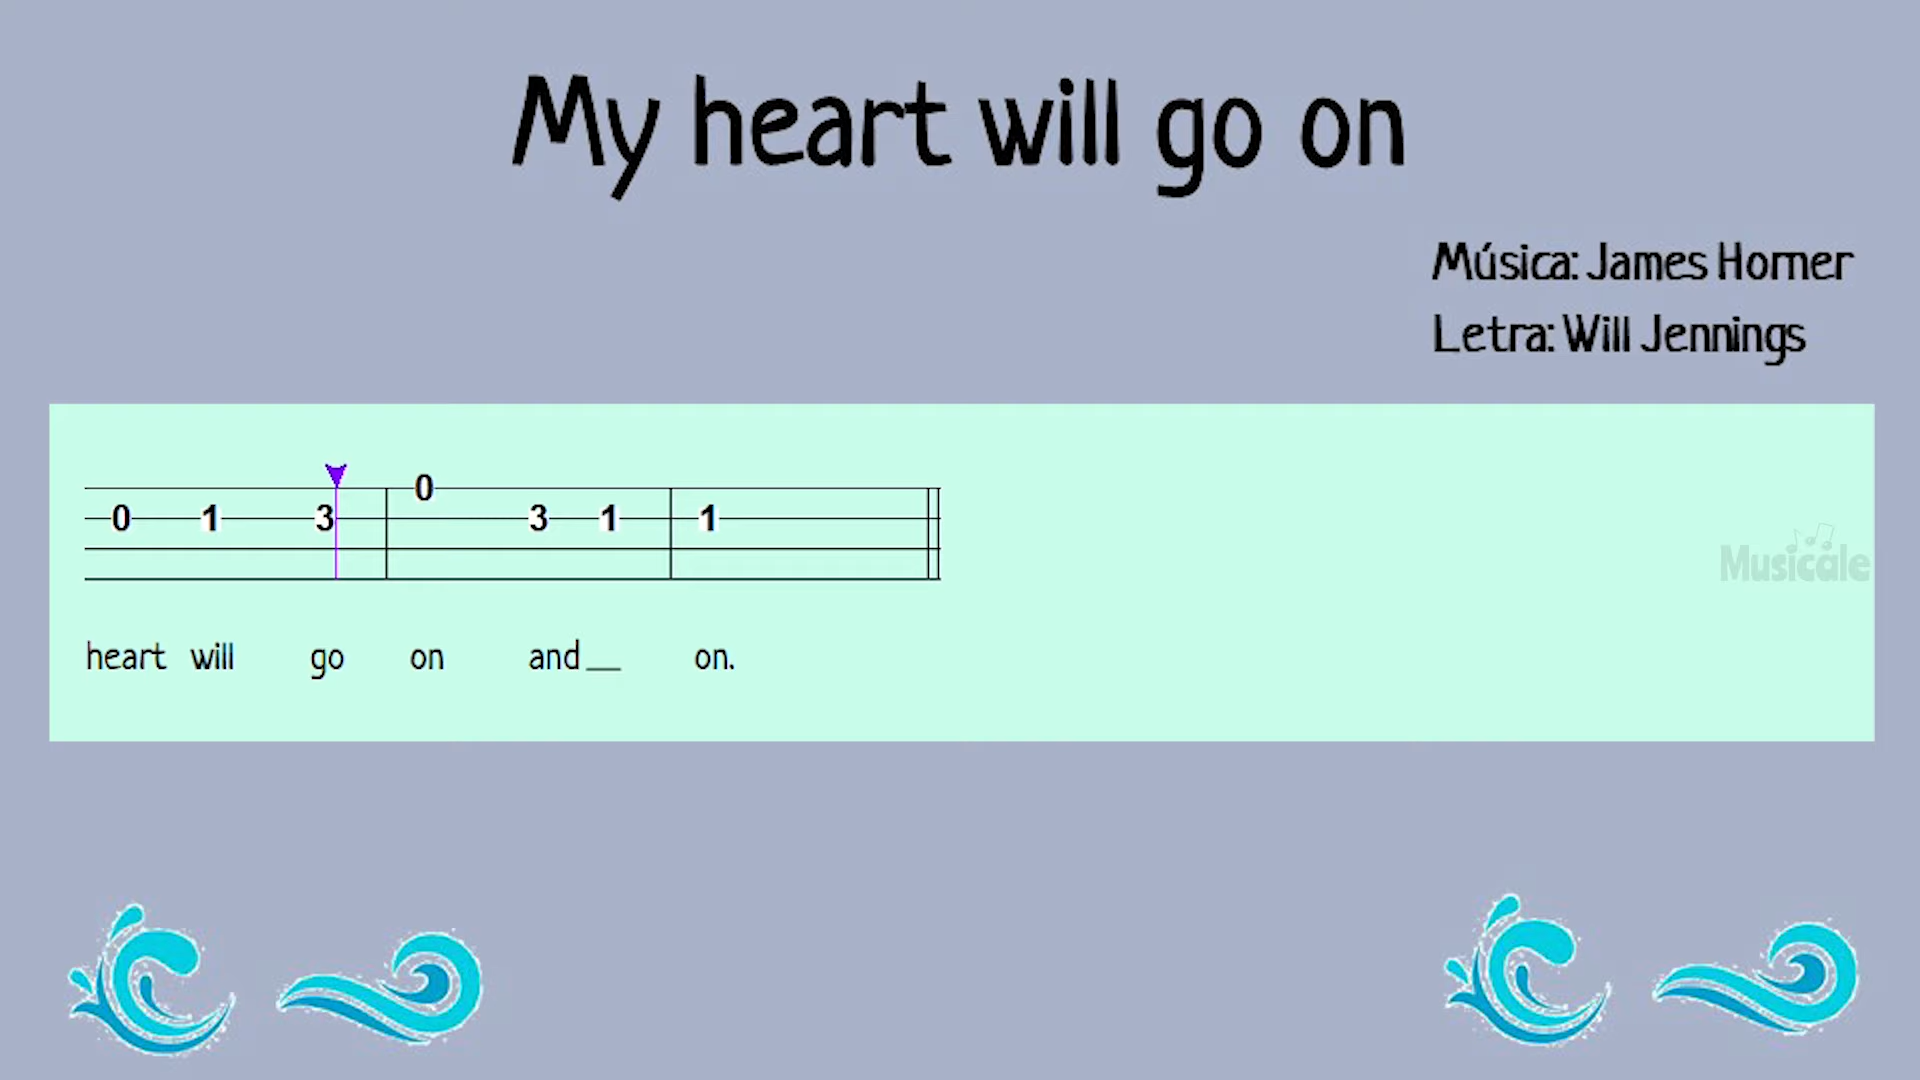 My heart will go on
Música: James Horner
Letra: Will Jennings
0
0 1 3 3 1 1
Musicale
heart will go on and__ on.